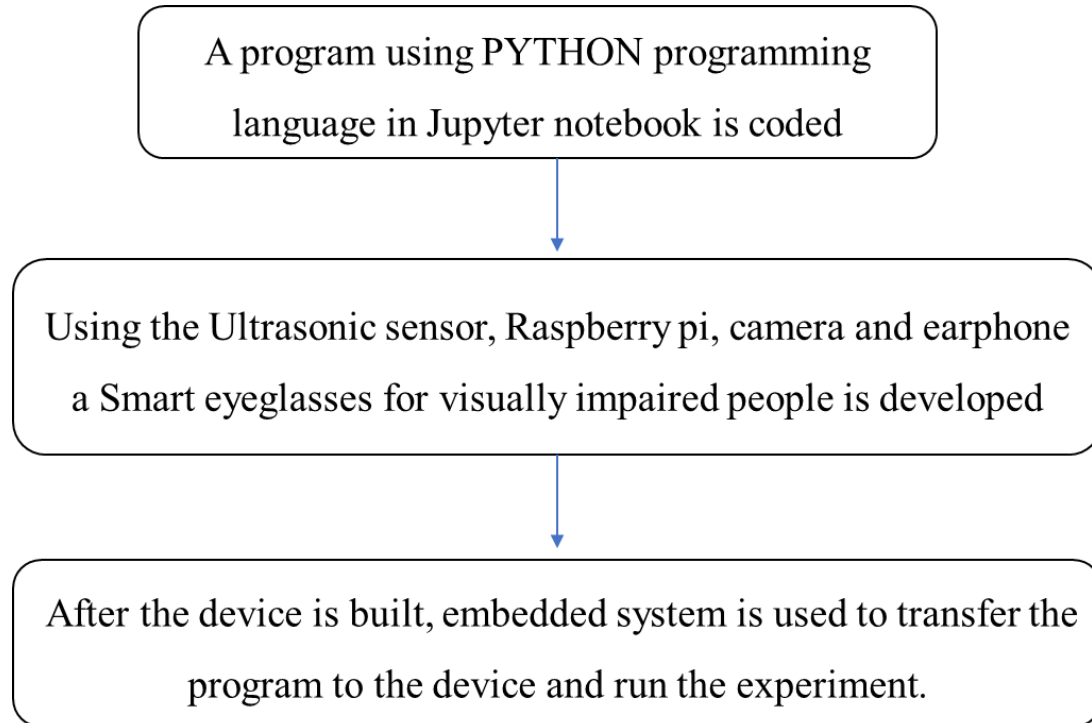 A program using PYTHON programming
language in Jupyter notebook is coded
Using the Ultrasonic sensor, Raspberry pi, camera and earphone
a Smart eyeglasses for visually impaired people is developed
After the device is built, embedded system is used to transfer the
program to the device and run the experiment.